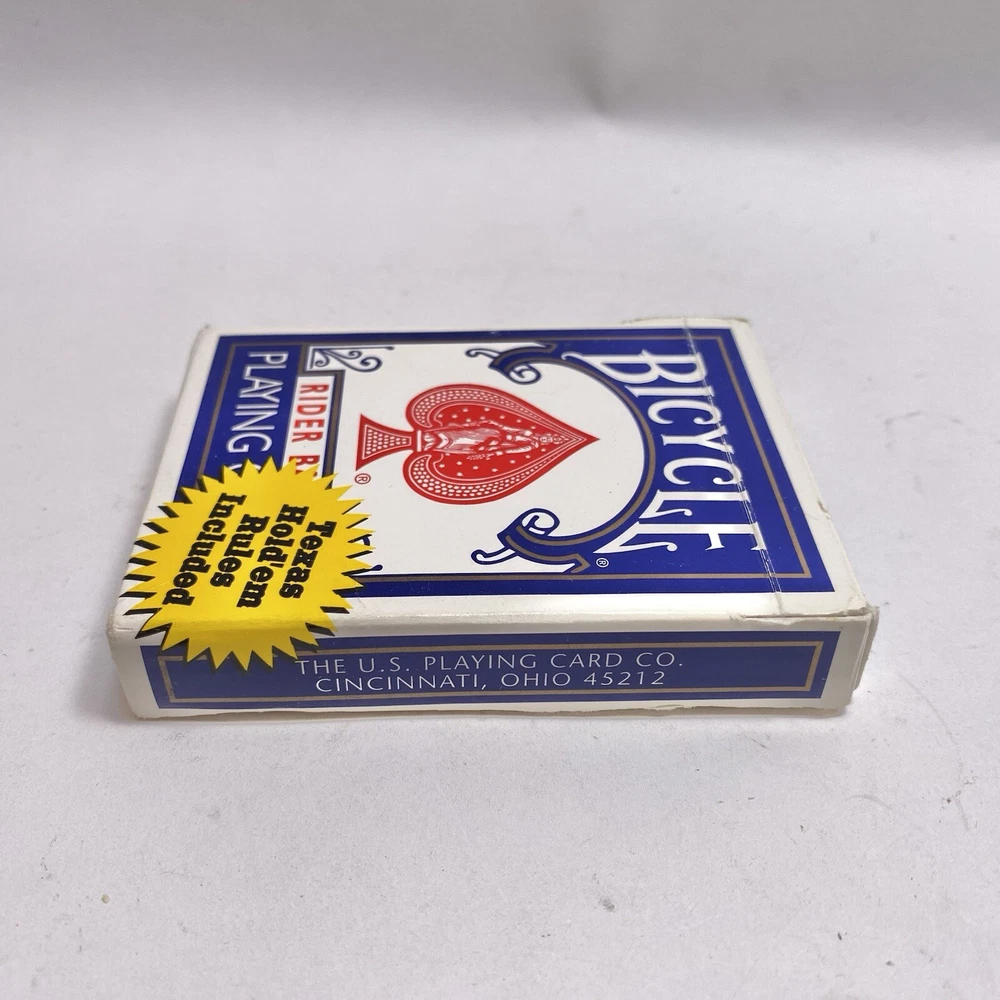 BICYCLE®
®
RIDER
PLAYING
Texas
Hold'em
Rules
Included
THE U.S. PLAYING CARD CO.
CINCINNATI, OHIO 45212